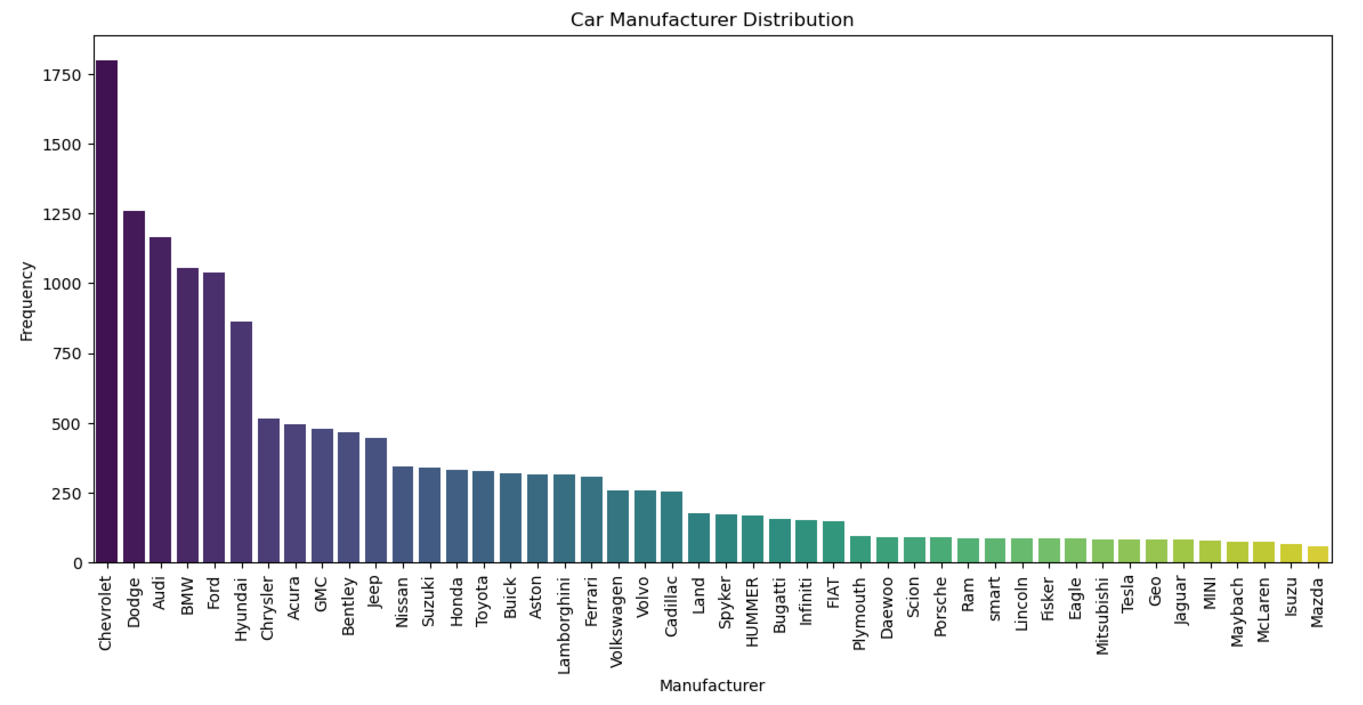 Car Manufacturer Distribution
1750
1500
1250
1000
750
500
250
0
Frequency
Chevrolet
Dodge
Audi
BMW
Ford
Hyundai
Chrysler
Acura
GMC
Bentley
Jeep
Nissan
Suzuki
Honda
Toyota
Buick
Aston
Lamborghini
Ferrari
Volkswagen
Volvo
Cadillac
Land
Spyker
HUMMER
Bugatti
Infiniti
FIAT
Plymouth
Daewoo
Scion
Porsche
Ram
smart
Lincoln
Fisker
Eagle
Mitsubishi
Tesla
Geo
Jaguar
MINI
Maybach
McLaren
Isuzu
Mazda
Manufacturer